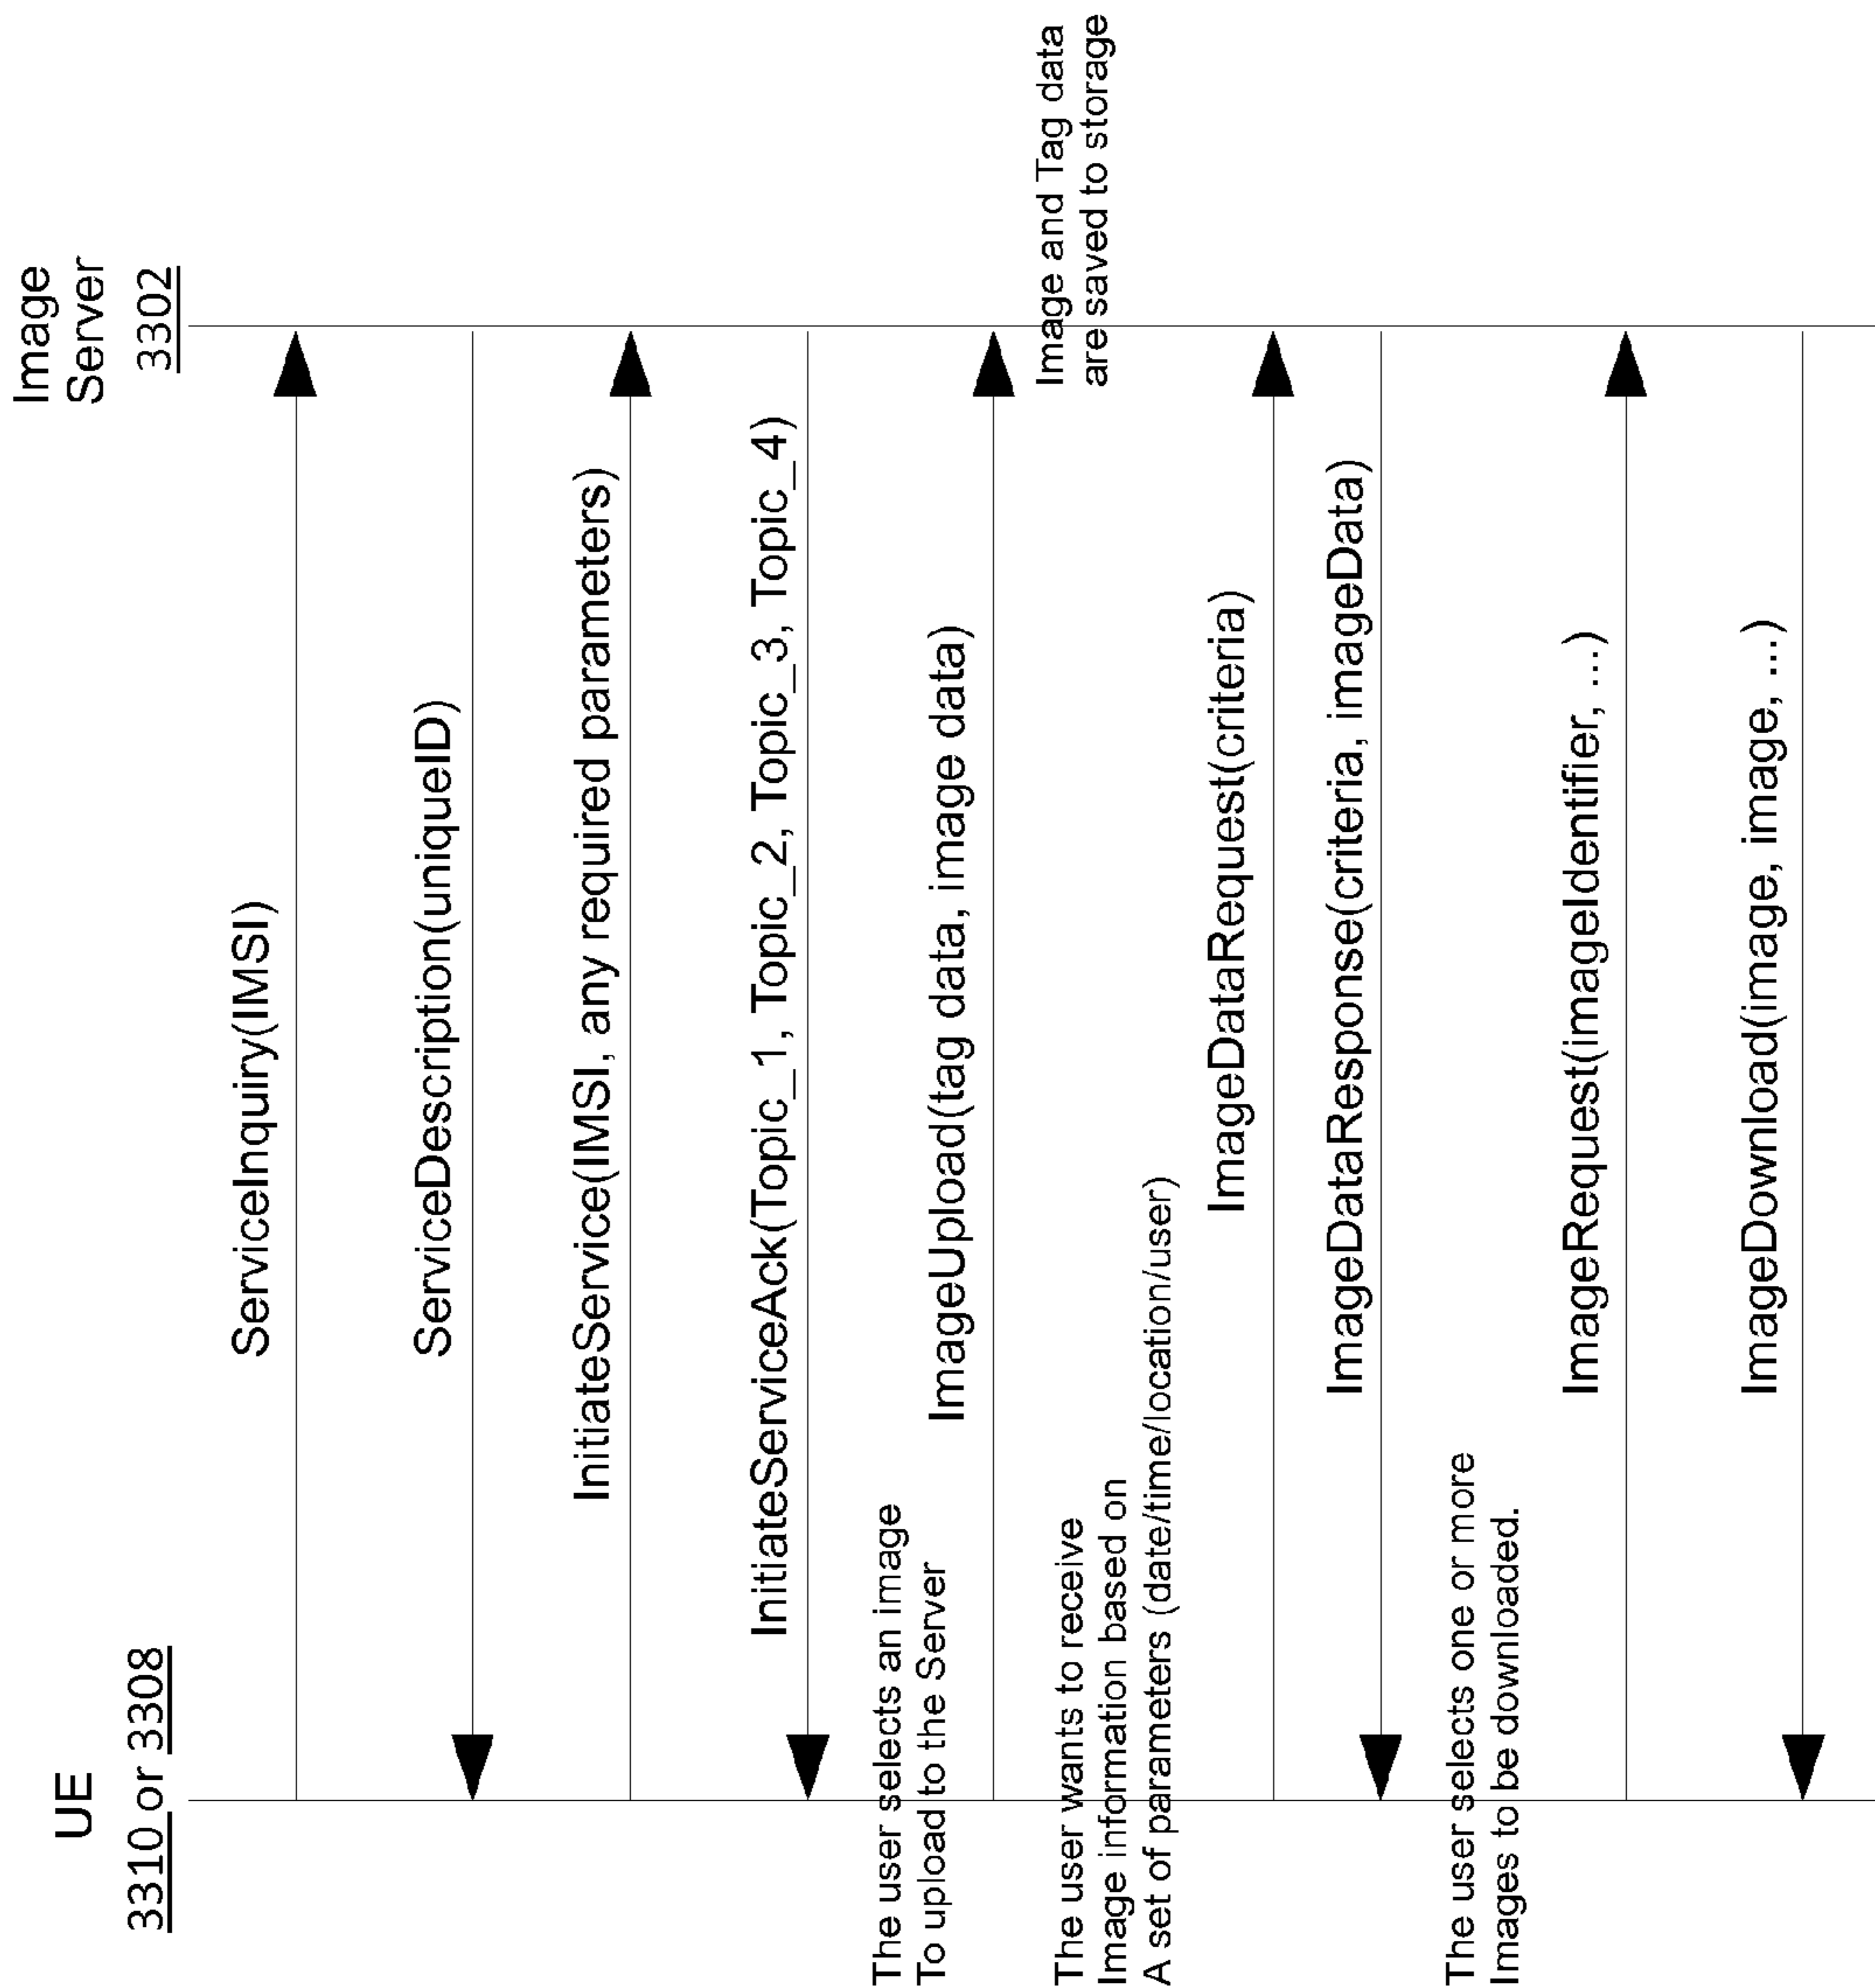 UE
3310 or 3308
Image
Server
3302
ServiceInquiry(IMSI)
ServiceDescription(uniqueID)
InitiateService(IMSI, any required parameters)
InitiateServiceAck(Topic_1, Topic_2, Topic_3, Topic_4)
The user selects an image
To upload to the Server
ImageUpload(tag data, image data)
Image and Tag data
are saved to storage
The user wants to receive
Image information based on
A set of parameters (date/time/location/user)
ImageDataRequest(criteria)
ImageDataResponse(criteria, imageData)
The user selects one or more
Images to be downloaded.
ImageRequest(imageIdentifier, ...)
ImageDownload(image, image, ...)